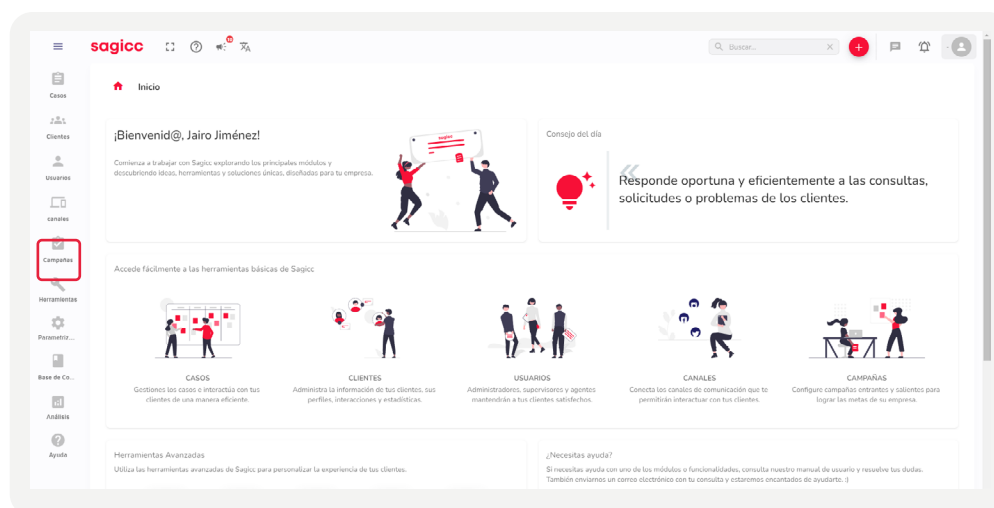 sagicc
Buscar...
Casos
Clientes
Usuarios
canales
Campañas
Herramientas
Parametriz...
Base de Co...
Análisis
Ayuda
Inicio
¡Bienvenid@, Jairo Jiménez!
Comienza a trabajar con Sagicc explorando los principales módulos y
descubriendo ideas, herramientas y soluciones únicas, diseñadas para tu empresa.
sagicc
Consejo del día
Responde oportuna y eficientemente a las consultas,
solicitudes o problemas de los clientes.
Accede fácilmente a las herramientas básicas de Sagicc
CASOS
Gestiones los casos e interactúa con tus
clientes de una manera eficiente.
CLIENTES
Administra la información de tus clientes, sus
perfiles, interacciones y estadísticas.
USUARIOS
Administradores, supervisores y agentes
mantendrán a tus clientes satisfechos
CANALES
Conecta los canales de comunicación que te
permitirán interactuar con tus clientes.
CAMPAÑAS
Configure campañas entrantes y salientes para
lograr las metas de su empresa.
Herramientas Avanzadas
Utiliza las herramientas avanzadas de Sagicc para personalizar la experiencia de tus clientes.
¿Necesitas ayuda?
Si necesitas ayuda con uno de los módulos o funcionalidades, consulta nuestro manual de usuario y resuelve tus dudas.
También envíamos un correo electrónico con tu consulta y estaremos encantados de ayudarte. :)